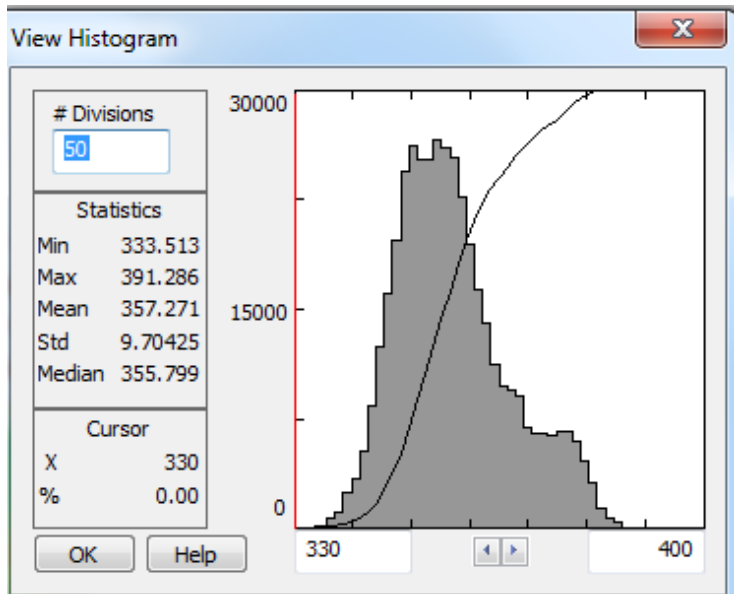 View Histogram
X
# Divisions
50
Statistics
Min 333.513
Max 391.286
Mean 357.271
Std 9.70425
Median 355.799
Cursor
X 330
% 0.00
OK Help
30000
15000
0
330 400